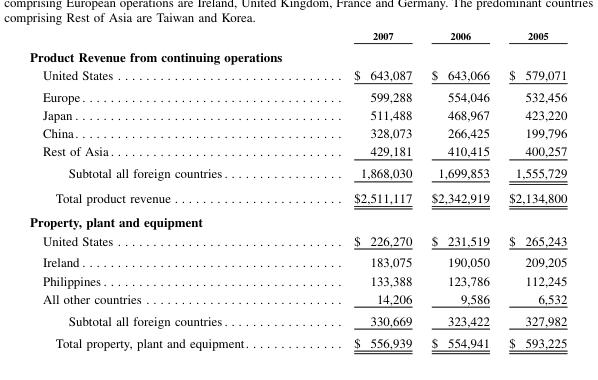 comprising European operations are Ireland, United Kingdom, France and Germany. The predominant countries
comprising Rest of Asia are Taiwan and Korea.
2007 2006 2005
Product Revenue from continuing operations
United States . . . . . . . . . . . . . . . . . . . . . . . . . . . . . . . $ 643,087 $ 643,066 $ 579,071
Europe. . . . . . . . . . . . . . . . . . . . . . . . . . . . . . . . . . . . 599,288 554,046 532,456
Japan . . . . . . . . . . . . . . . . . . . . . . . . . . . . . . . . . . . . . 511,488 468,967 423,220
China. . . . . . . . . . . . . . . . . . . . . . . . . . . . . . . . . . . . . 328,073 266,425 199,796
Rest of Asia . . . . . . . . . . . . . . . . . . . . . . . . . . . . . . . . 429,181 410,415 400,257
Subtotal all foreign countries . . . . . . . . . . . . . . . . . 1,868,030 1,699,853 1,555,729
Total product revenue . . . . . . . . . . . . . . . . . . . . . . . . $2,511,117 $2,342,919 $2,134,800
Property, plant and equipment
United States . . . . . . . . . . . . . . . . . . . . . . . . . . . . . . . $ 226,270 $ 231,519 $ 265,243
Ireland . . . . . . . . . . . . . . . . . . . . . . . . . . . . . . . . . . . . 183,075 190,050 209,205
Philippines . . . . . . . . . . . . . . . . . . . . . . . . . . . . . . . . . 133,388 123,786 112,245
All other countries . . . . . . . . . . . . . . . . . . . . . . . . . . . 14,206 9,586 6,532
Subtotal all foreign countries . . . . . . . . . . . . . . . . . 330,669 323,422 327,982
Total property, plant and equipment. . . . . . . . . . . . . . $ 556,939 $ 554,941 $ 593,225